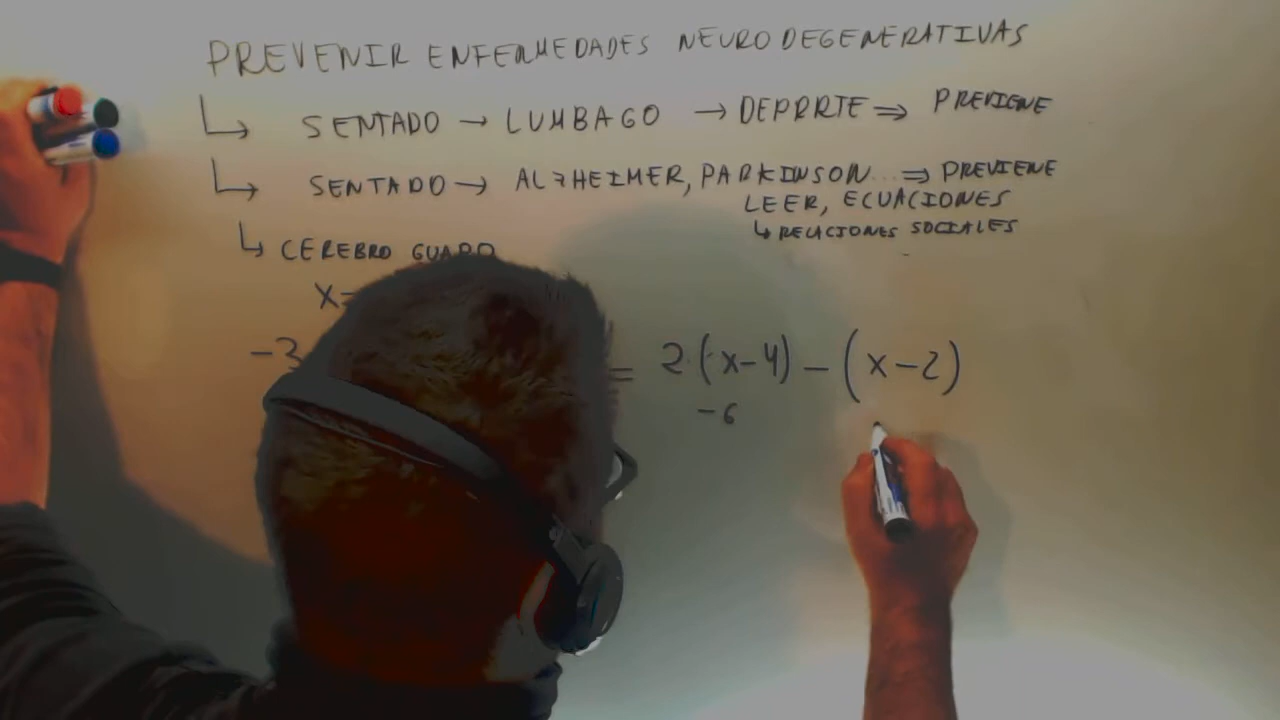 PREVENIR ENFERMEDADES NEURODEGENERATIVAS
↳ SENTADO → LUMBAGO → DEPORTE ⇒ PREVIENE
↳ SENTADO → ALZHEIMER, PARKINSON... ⇒ PREVIENE
LEER, ECUACIONES
↳ RELACIONES SOCIALES
↳ CEREBRO GUAPO
x=
-3 = 2·(x-4)-(x-2)
-6